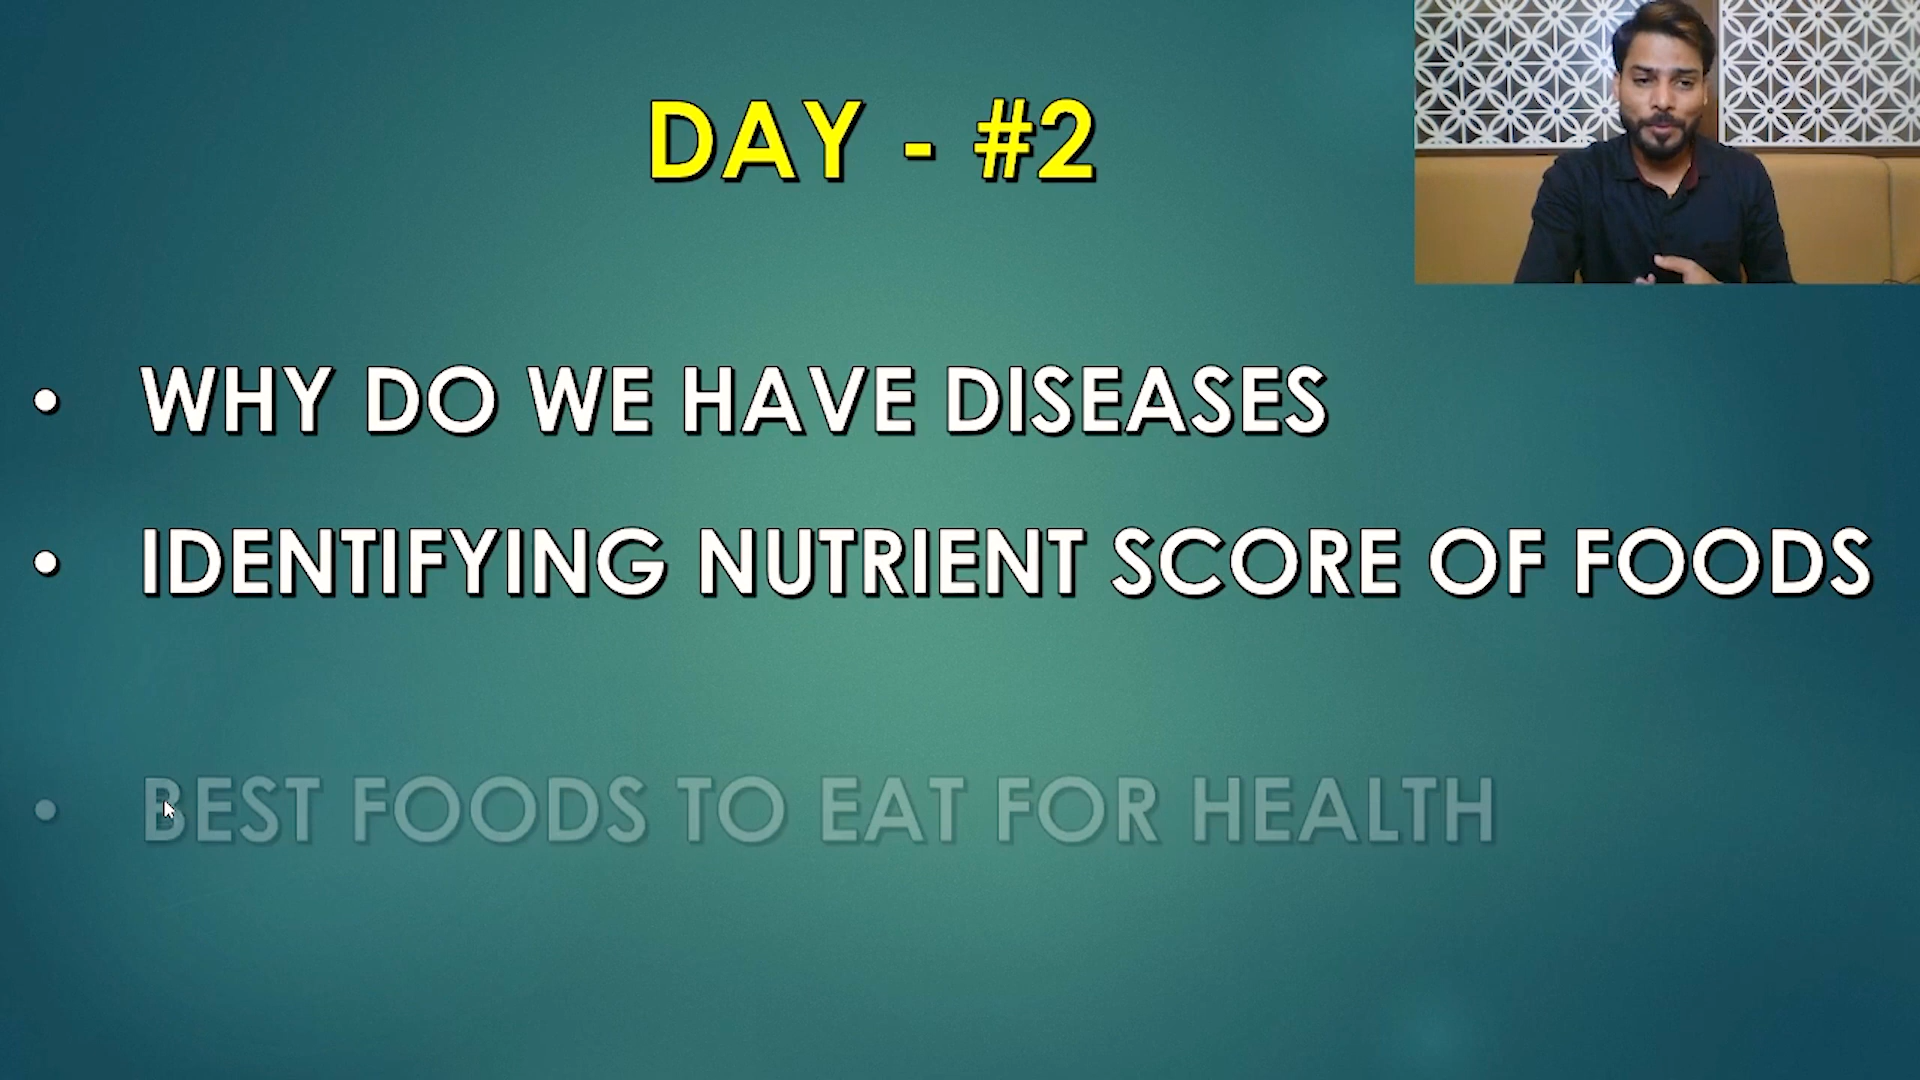 DAY - #2
• WHY DO WE HAVE DISEASES
• IDENTIFYING NUTRIENT SCORE OF FOODS
• BEST FOODS TO EAT FOR HEALTH